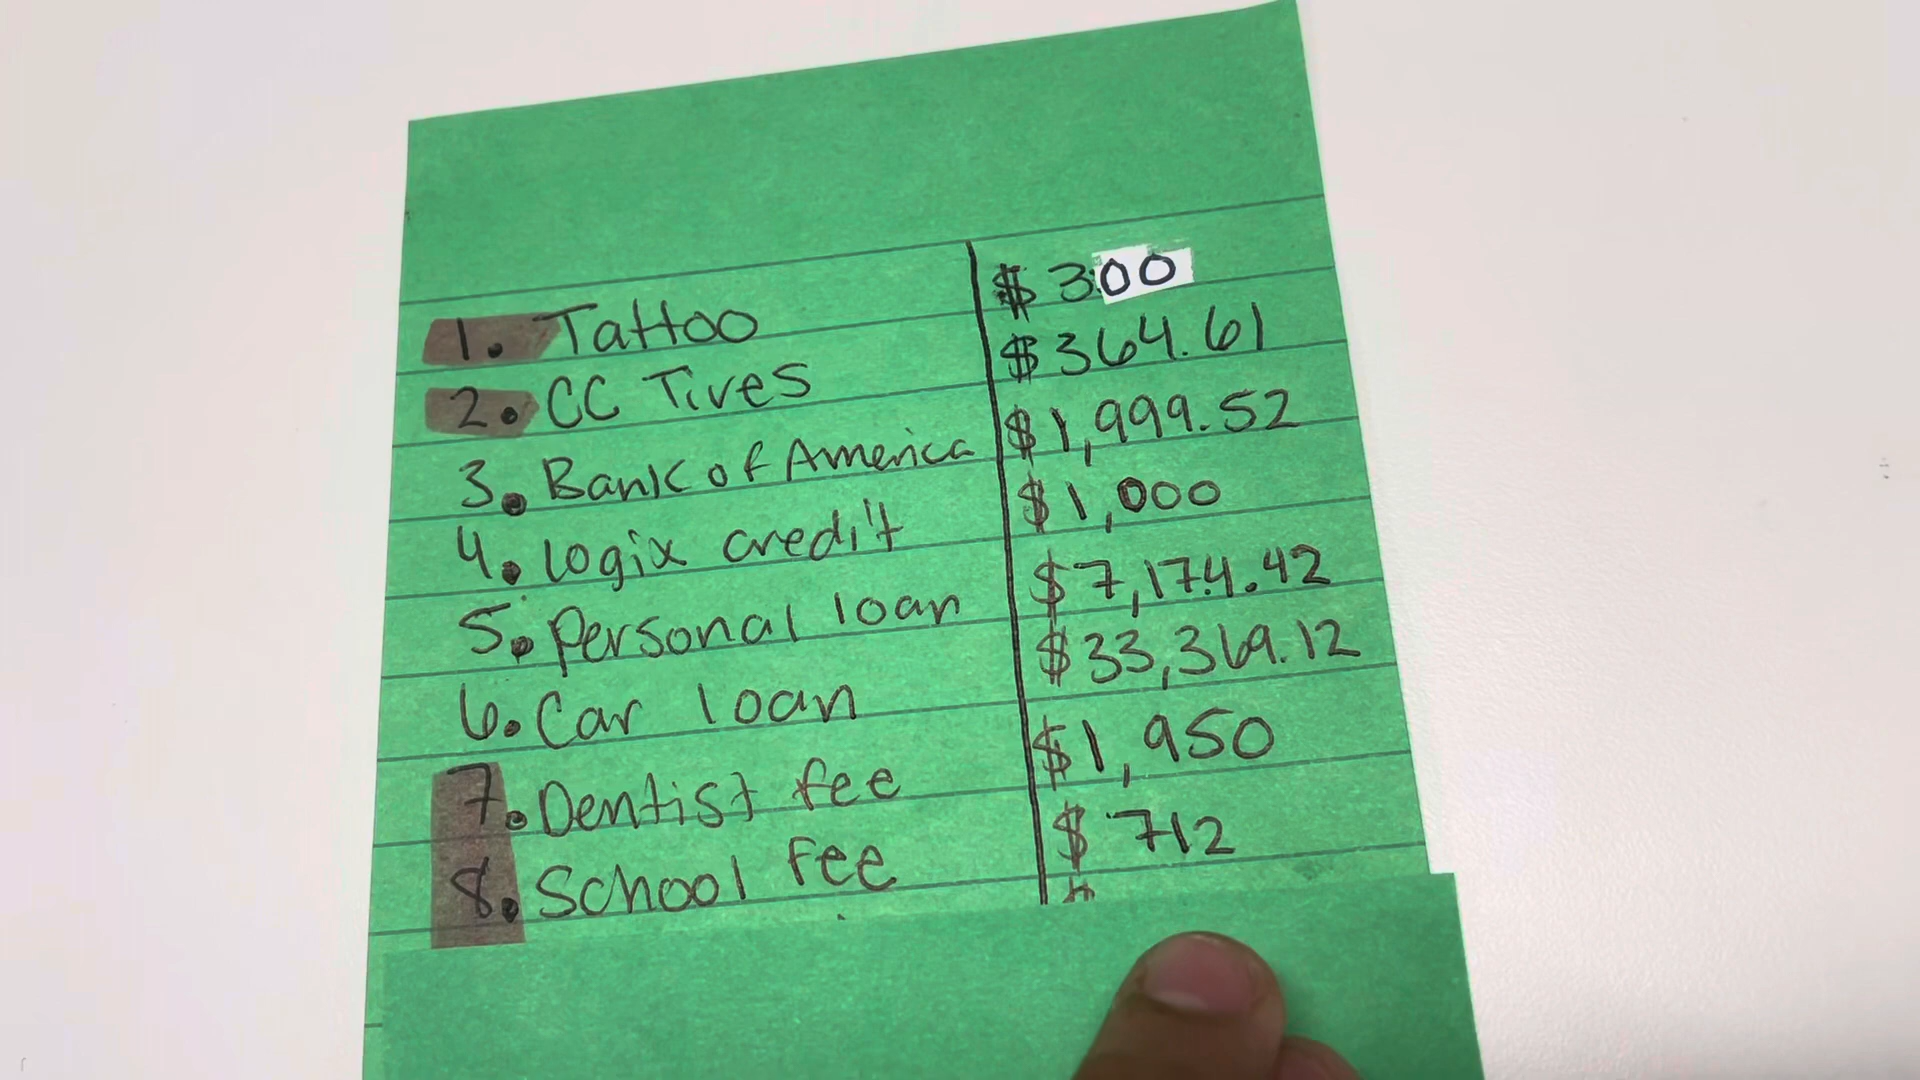 1. Tattoo $ 300
2. CC Tires $364.61
3. Bank of America $1,999.52
4. logix credit $1,000
5. personal loan $7,174.42
6. Car loan $33,369.12
7. Dentist fee $1,950
8. School fee $ 712